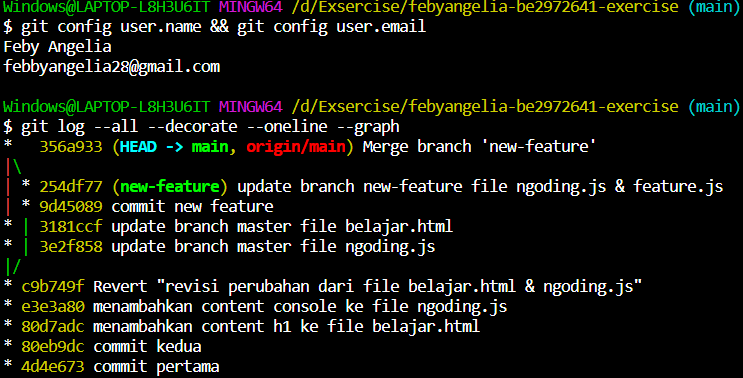 Windows@LAPTOP-L8H3U6IT MINGW64 /d/Exsercise/febyangelia-be2972641-exercise (main)
$ git config user.name && git config user.email
Feby Angelia
febbyangelia28@gmail.com
Windows@LAPTOP-L8H3U6IT MINGW64 /d/Exsercise/febyangelia-be2972641-exercise (main)
$ git log --all --decorate --oneline --graph
*   356a933 (HEAD -> main, origin/main) Merge branch 'new-feature'
|\
| * 254df77 (new-feature) update branch new-feature file ngoding.js & feature.js
| * 9d45089 commit new feature
* | 3181ccf update branch master file belajar.html
* | 3e2f858 update branch master file ngoding.js
|/
* c9b749f Revert "revisi perubahan dari file belajar.html & ngoding.js"
* e3e3a80 menambahkan content console ke file ngoding.js
* 80d7adc menambahkan content h1 ke file belajar.html
* 80eb9dc commit kedua
* 4d4e673 commit pertama